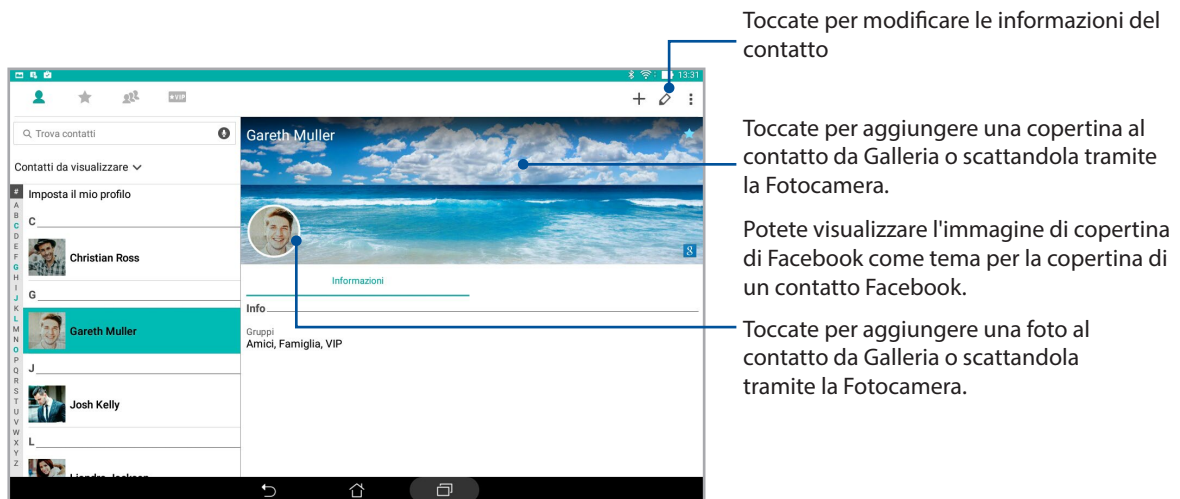 Toccate per modificare le informazioni del
contatto
13:31
VIP
Trova contatti
Contatti da visualizzare
#
Imposta il mio profilo
A
B
C
D
E
F
G
H
I
J
K
L
M
N
O
P
Q
R
S
T
U
V
W
X
Y
Z
C
Christian Ross
G
Gareth Muller
J
Josh Kelly
L
Gareth Muller
8
Informazioni
Info
Gruppi
Amici, Famiglia, VIP
Toccate per aggiungere una copertina al
contatto da Galleria o scattandola tramite
la Fotocamera.
Potete visualizzare l'immagine di copertina
di Facebook come tema per la copertina di
un contatto Facebook.
Toccate per aggiungere una foto al
contatto da Galleria o scattandola
tramite la Fotocamera.